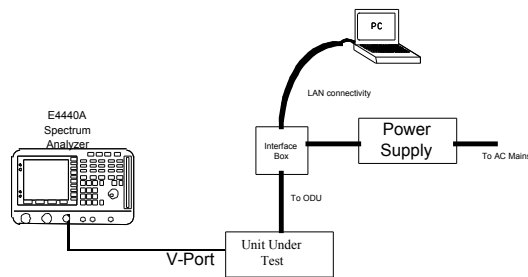 PC
LAN connectivity
E4440A
Spectrum
Analyzer
Interface
Box
Power
Supply
To AC Mains
To ODU
V-Port
Unit Under
Test